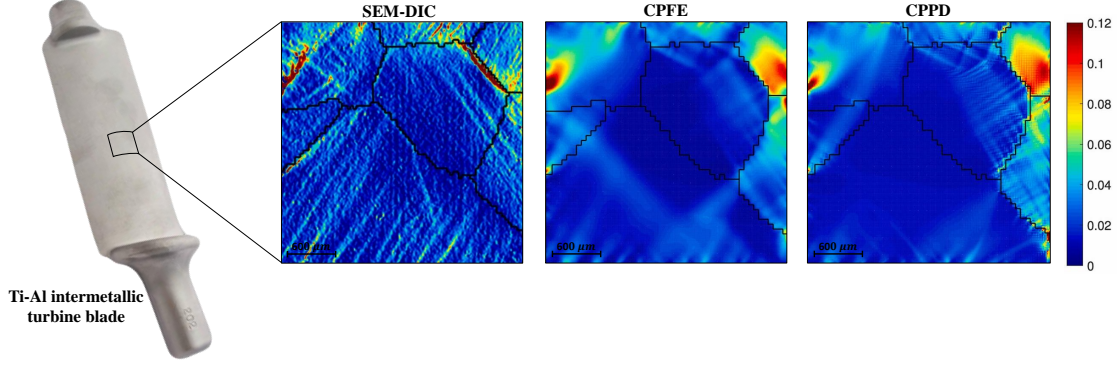 SEM-DIC
CPFE
CPPD
0.12
0.1
0.08
0.06
0.04
0.02
0
600 μm
600 μm
600 μm
Ti-Al intermetallic
turbine blade